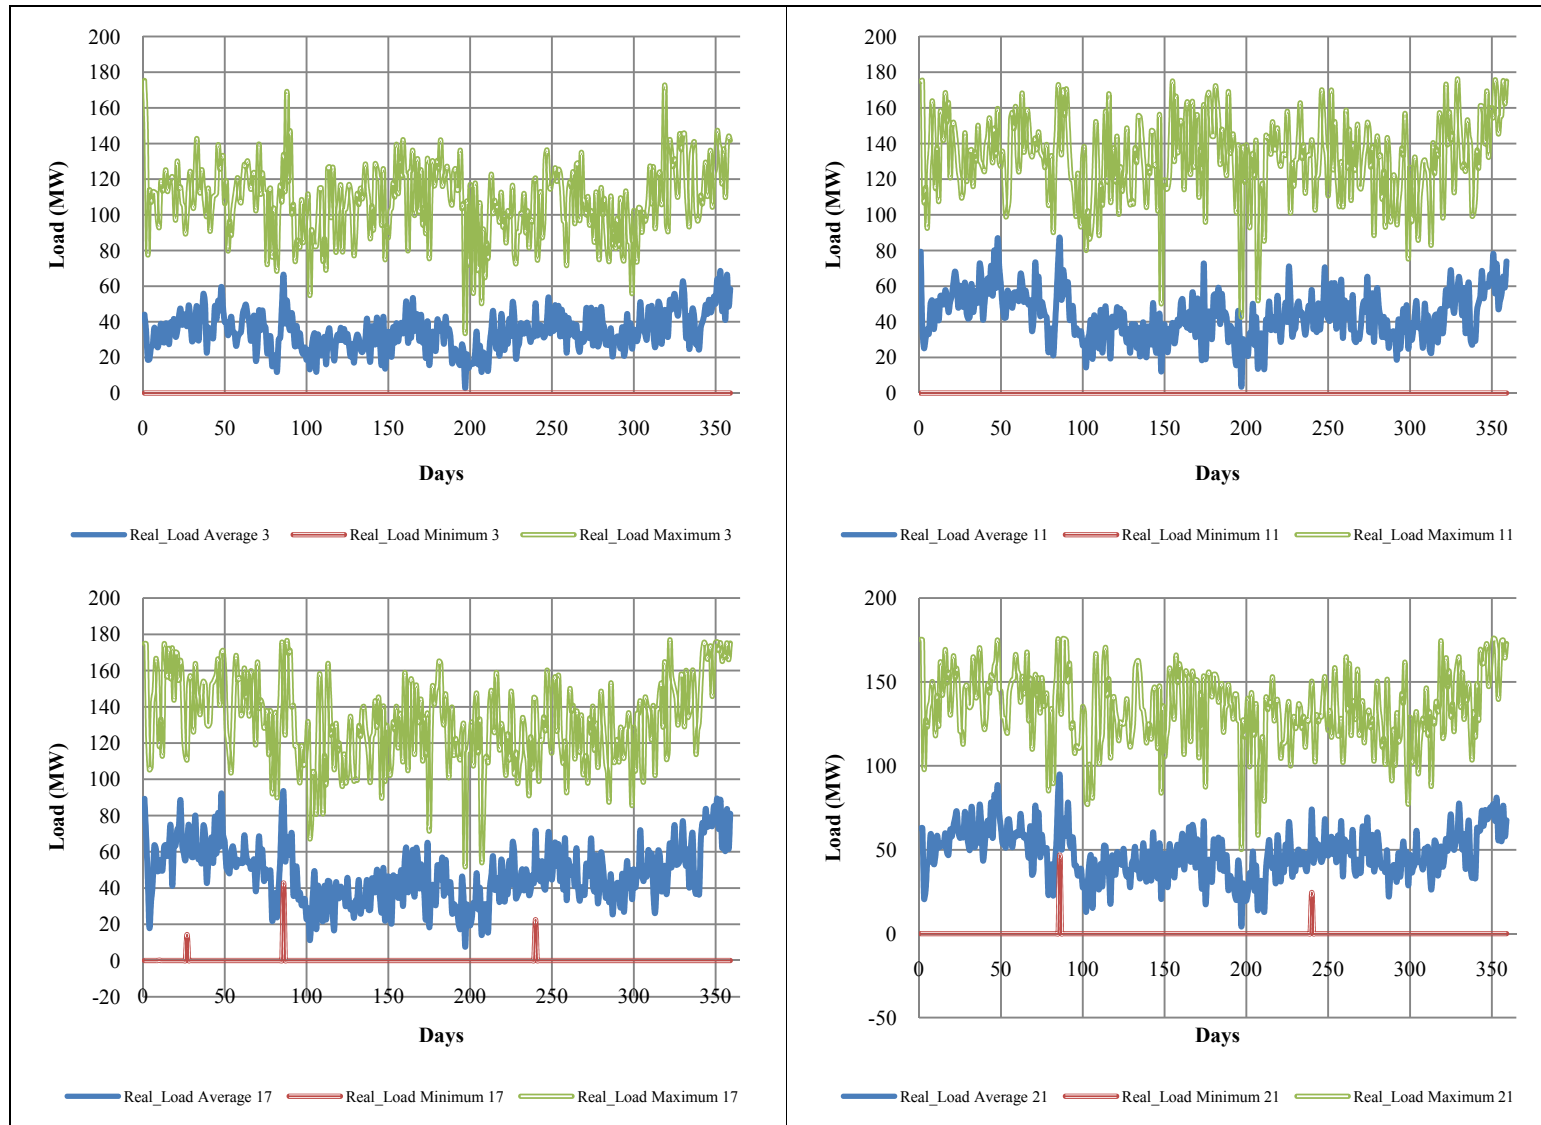 200
180
160
140
120
100
80
60
40
20
0
Load (MW)
0 50 100 150 200 250 300 350
Days
Real_Load Average 3 Real_Load Minimum 3 Real_Load Maximum 3
200
180
160
140
120
100
80
60
40
20
0
Load (MW)
0 50 100 150 200 250 300 350
Days
Real_Load Average 11 Real_Load Minimum 11 Real_Load Maximum 11
200
180
160
140
120
100
80
60
40
20
0
-20
Load (MW)
0 50 100 150 200 250 300 350
Days
Real_Load Average 17 Real_Load Minimum 17 Real_Load Maximum 17
200
150
100
50
0
-50
Load (MW)
0 50 100 150 200 250 300 350
Days
Real_Load Average 21 Real_Load Minimum 21 Real_Load Maximum 21